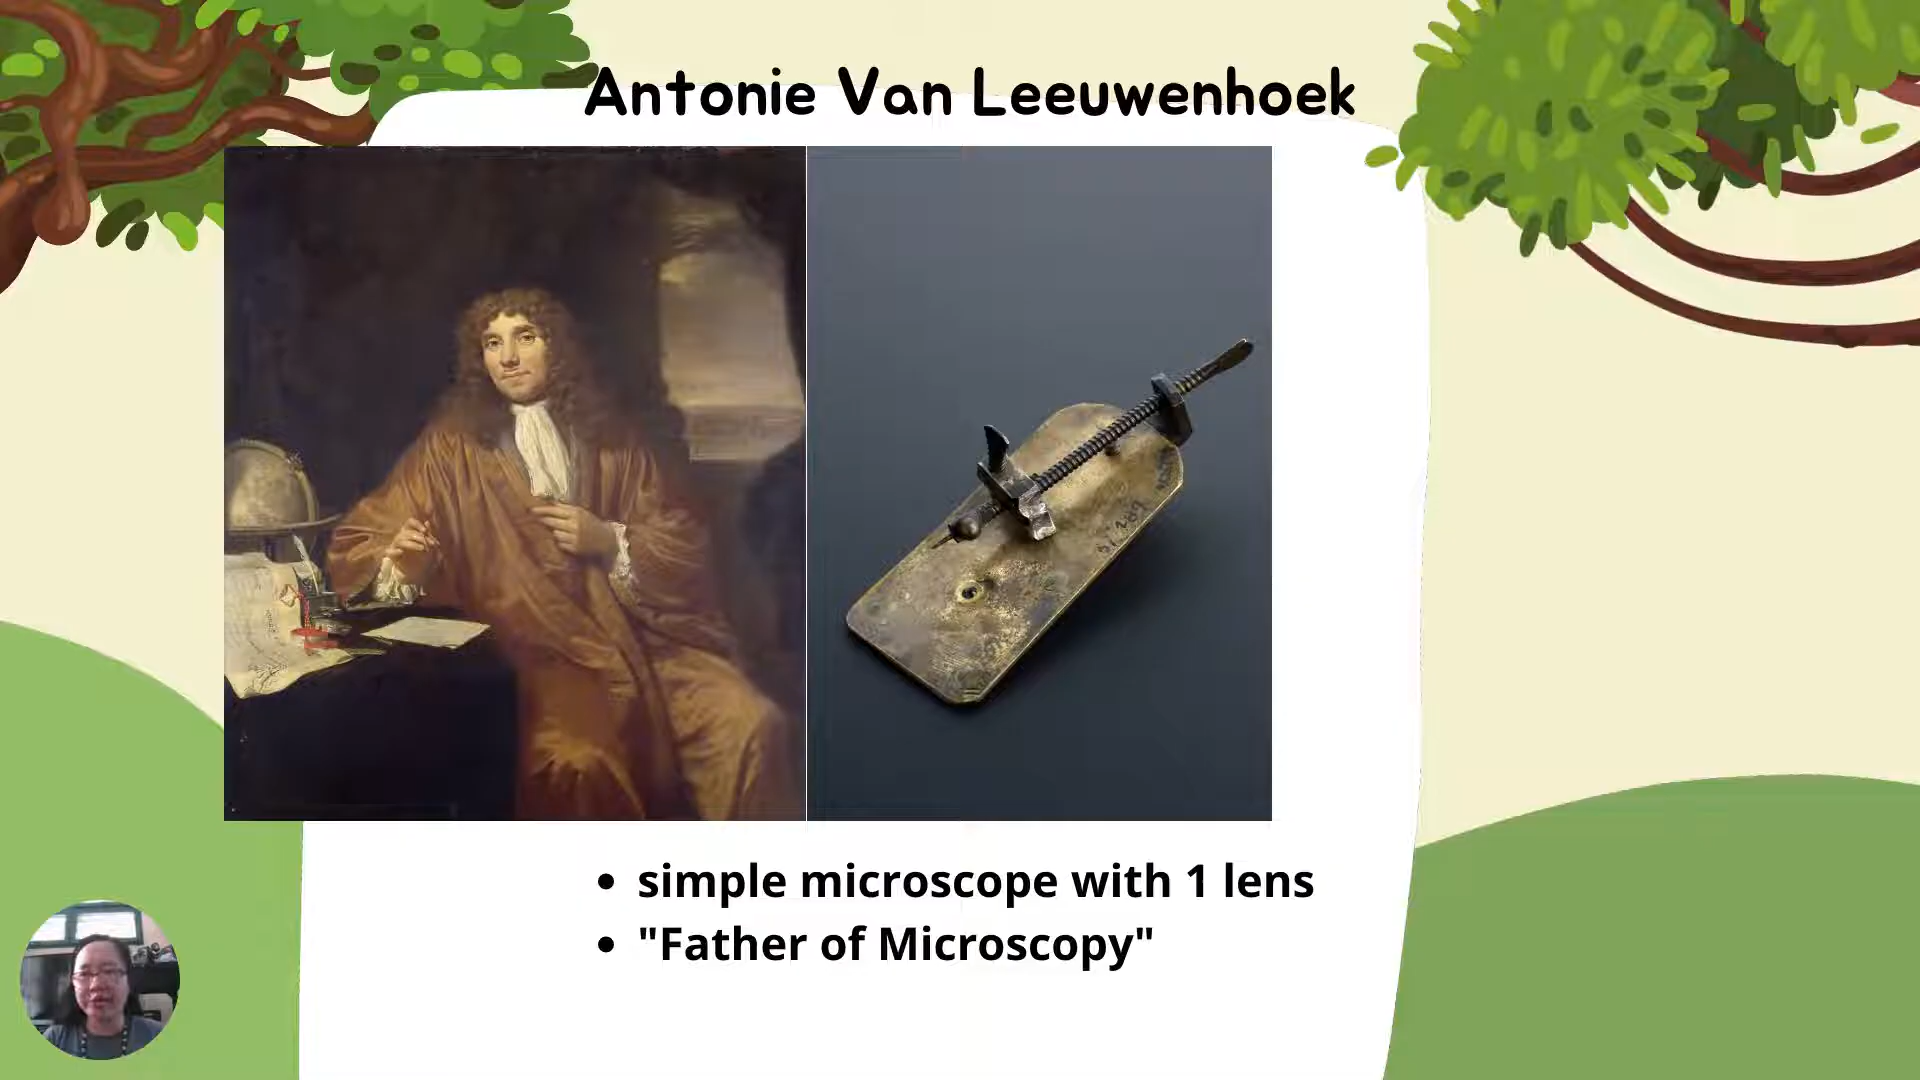 Antonie Van Leeuwenhoek
• simple microscope with 1 lens
• "Father of Microscopy"